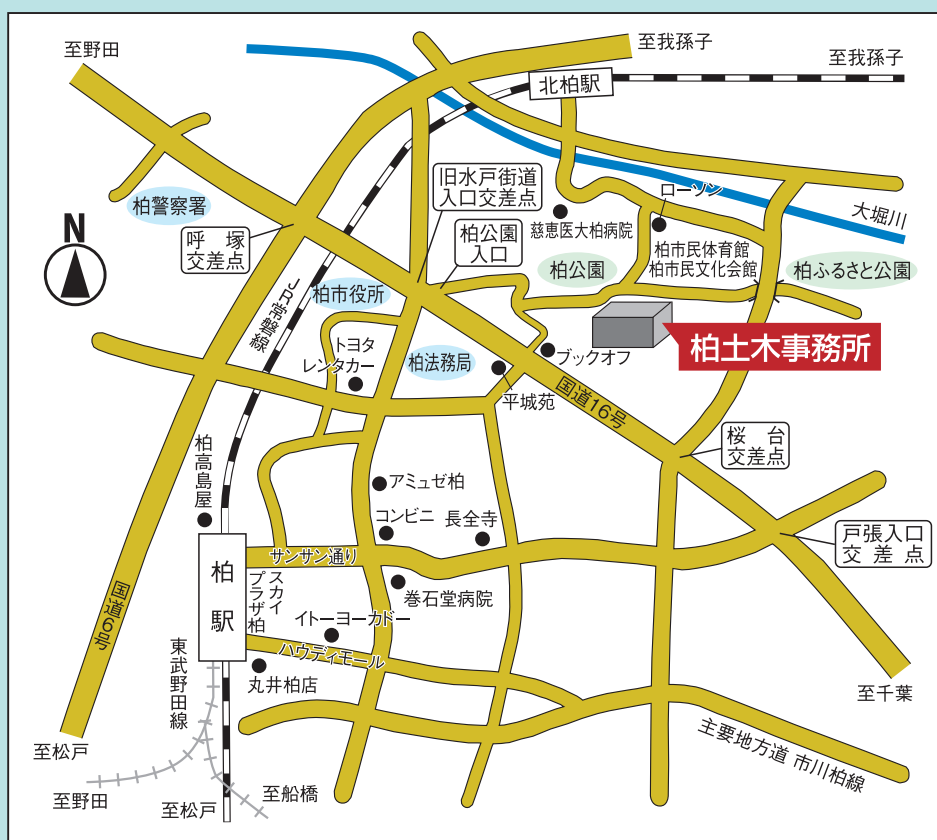 至野田
至我孫子
至我孫子
北柏駅
旧水戸街道
入口交差点
ローソン
柏警察署
大堀川
N
呼塚
交差点
柏公園
入口
慈恵医大柏病院
柏市民体育館
柏市民文化会館
柏公園
柏ふるさと公園
JR常磐線
柏市役所
トヨタ
レンタカー
柏法務局
ブックオフ
柏土木事務所
平城苑
国道16号
桜台
交差点
柏高島屋
アミュゼ柏
コンビニ
長全寺
戸張入口
交差点
サンサン通り
柏駅
スカイ
プラザ柏
巻石堂病院
国道6号
イトーヨーカドー
ハウディモール
東武野田線
丸井柏店
至千葉
主要地方道 市川柏線
至松戸
至野田
至松戸
至船橋